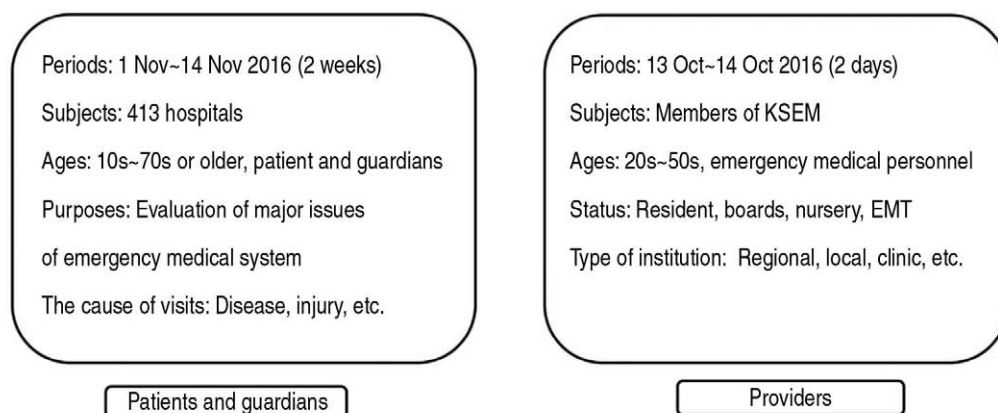 Periods: 1 Nov~14 Nov 2016 (2 weeks)
Subjects: 413 hospitals
Ages: 10s~70s or older, patient and guardians
Purposes: Evaluation of major issues
of emergency medical system
The cause of visits: Disease, injury, etc.
Patients and guardians
Periods: 13 Oct~14 Oct 2016 (2 days)
Subjects: Members of KSEM
Ages: 20s~50s, emergency medical personnel
Status: Resident, boards, nursery, EMT
Type of institution: Regional, local, clinic, etc.
Providers